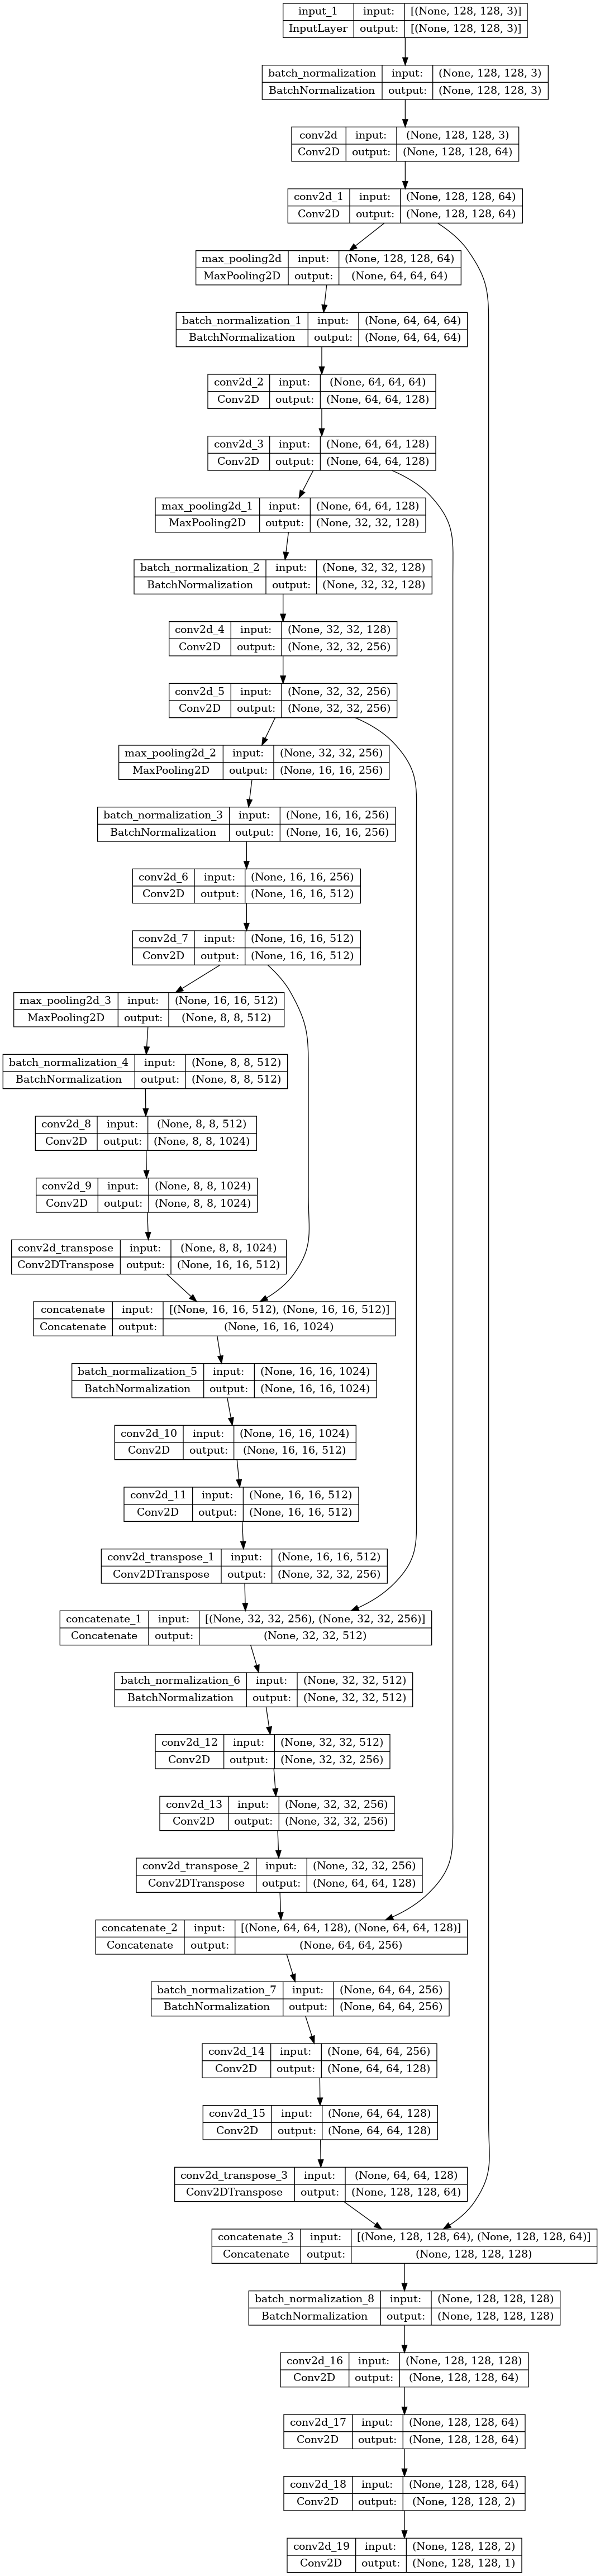 input_1 input: [(None, 128, 128, 3)]
InputLayer output: [(None, 128, 128, 3)]
batch_normalization input: (None, 128, 128, 3)
BatchNormalization output: (None, 128, 128, 3)
conv2d input: (None, 128, 128, 3)
Conv2D output: (None, 128, 128, 64)
conv2d_1 input: (None, 128, 128, 64)
Conv2D output: (None, 128, 128, 64)
max_pooling2d input: (None, 128, 128, 64)
MaxPooling2D output: (None, 64, 64, 64)
batch_normalization_1 input: (None, 64, 64, 64)
BatchNormalization output: (None, 64, 64, 64)
conv2d_2 input: (None, 64, 64, 64)
Conv2D output: (None, 64, 64, 128)
conv2d_3 input: (None, 64, 64, 128)
Conv2D output: (None, 64, 64, 128)
max_pooling2d_1 input: (None, 64, 64, 128)
MaxPooling2D output: (None, 32, 32, 128)
batch_normalization_2 input: (None, 32, 32, 128)
BatchNormalization output: (None, 32, 32, 128)
conv2d_4 input: (None, 32, 32, 128)
Conv2D output: (None, 32, 32, 256)
conv2d_5 input: (None, 32, 32, 256)
Conv2D output: (None, 32, 32, 256)
max_pooling2d_2 input: (None, 32, 32, 256)
MaxPooling2D output: (None, 16, 16, 256)
batch_normalization_3 input: (None, 16, 16, 256)
BatchNormalization output: (None, 16, 16, 256)
conv2d_6 input: (None, 16, 16, 256)
Conv2D output: (None, 16, 16, 512)
conv2d_7 input: (None, 16, 16, 512)
Conv2D output: (None, 16, 16, 512)
max_pooling2d_3 input: (None, 16, 16, 512)
MaxPooling2D output: (None, 8, 8, 512)
batch_normalization_4 input: (None, 8, 8, 512)
BatchNormalization output: (None, 8, 8, 512)
conv2d_8 input: (None, 8, 8, 512)
Conv2D output: (None, 8, 8, 1024)
conv2d_9 input: (None, 8, 8, 1024)
Conv2D output: (None, 8, 8, 1024)
conv2d_transpose input: (None, 8, 8, 1024)
Conv2DTranspose output: (None, 16, 16, 512)
concatenate input: [(None, 16, 16, 512), (None, 16, 16, 512)]
Concatenate output: (None, 16, 16, 1024)
batch_normalization_5 input: (None, 16, 16, 1024)
BatchNormalization output: (None, 16, 16, 1024)
conv2d_10 input: (None, 16, 16, 1024)
Conv2D output: (None, 16, 16, 512)
conv2d_11 input: (None, 16, 16, 512)
Conv2D output: (None, 16, 16, 512)
conv2d_transpose_1 input: (None, 16, 16, 512)
Conv2DTranspose output: (None, 32, 32, 256)
concatenate_1 input: [(None, 32, 32, 256), (None, 32, 32, 256)]
Concatenate output: (None, 32, 32, 512)
batch_normalization_6 input: (None, 32, 32, 512)
BatchNormalization output: (None, 32, 32, 512)
conv2d_12 input: (None, 32, 32, 512)
Conv2D output: (None, 32, 32, 256)
conv2d_13 input: (None, 32, 32, 256)
Conv2D output: (None, 32, 32, 256)
conv2d_transpose_2 input: (None, 32, 32, 256)
Conv2DTranspose output: (None, 64, 64, 128)
concatenate_2 input: [(None, 64, 64, 128), (None, 64, 64, 128)]
Concatenate output: (None, 64, 64, 256)
batch_normalization_7 input: (None, 64, 64, 256)
BatchNormalization output: (None, 64, 64, 256)
conv2d_14 input: (None, 64, 64, 256)
Conv2D output: (None, 64, 64, 128)
conv2d_15 input: (None, 64, 64, 128)
Conv2D output: (None, 64, 64, 128)
conv2d_transpose_3 input: (None, 64, 64, 128)
Conv2DTranspose output: (None, 128, 128, 64)
concatenate_3 input: [(None, 128, 128, 64), (None, 128, 128, 64)]
Concatenate output: (None, 128, 128, 128)
batch_normalization_8 input: (None, 128, 128, 128)
BatchNormalization output: (None, 128, 128, 128)
conv2d_16 input: (None, 128, 128, 128)
Conv2D output: (None, 128, 128, 64)
conv2d_17 input: (None, 128, 128, 64)
Conv2D output: (None, 128, 128, 64)
conv2d_18 input: (None, 128, 128, 64)
Conv2D output: (None, 128, 128, 2)
conv2d_19 input: (None, 128, 128, 2)
Conv2D output: (None, 128, 128, 1)